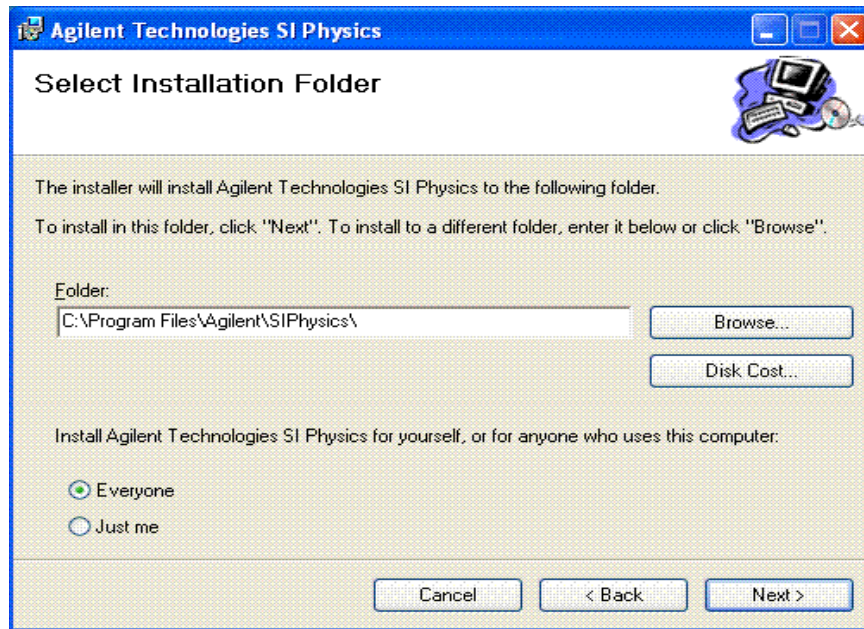 Agilent Technologies SI Physics
Select Installation Folder
The installer will install Agilent Technologies SI Physics to the following folder.
To install in this folder, click "Next". To install to a different folder, enter it below or click "Browse".
Folder:
C:\Program Files\Agilent\SIPhysics\
Browse...
Disk Cost...
Install Agilent Technologies SI Physics for yourself, or for anyone who uses this computer:
Everyone
Just me
Cancel
< Back
Next >